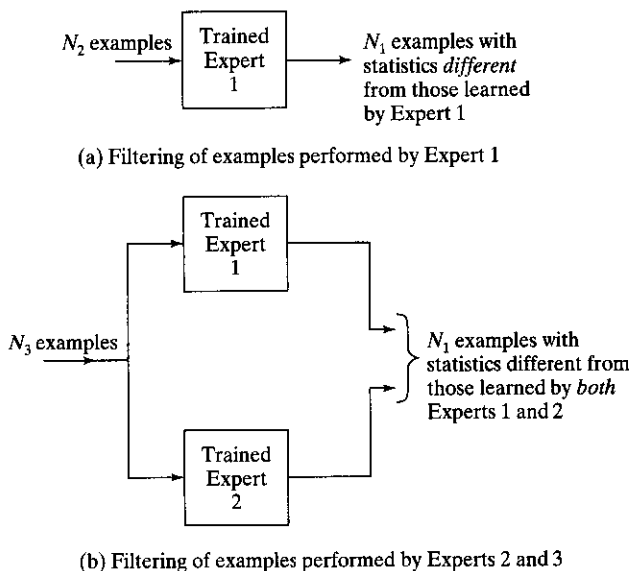 N₂ examples
Trained
Expert
1
N₁ examples with
statistics different
from those learned
by Expert 1
(a) Filtering of examples performed by Expert 1
Trained
Expert
1
N₃ examples
N₁ examples with
statistics different from
those learned by both
Experts 1 and 2
Trained
Expert
2
(b) Filtering of examples performed by Experts 2 and 3